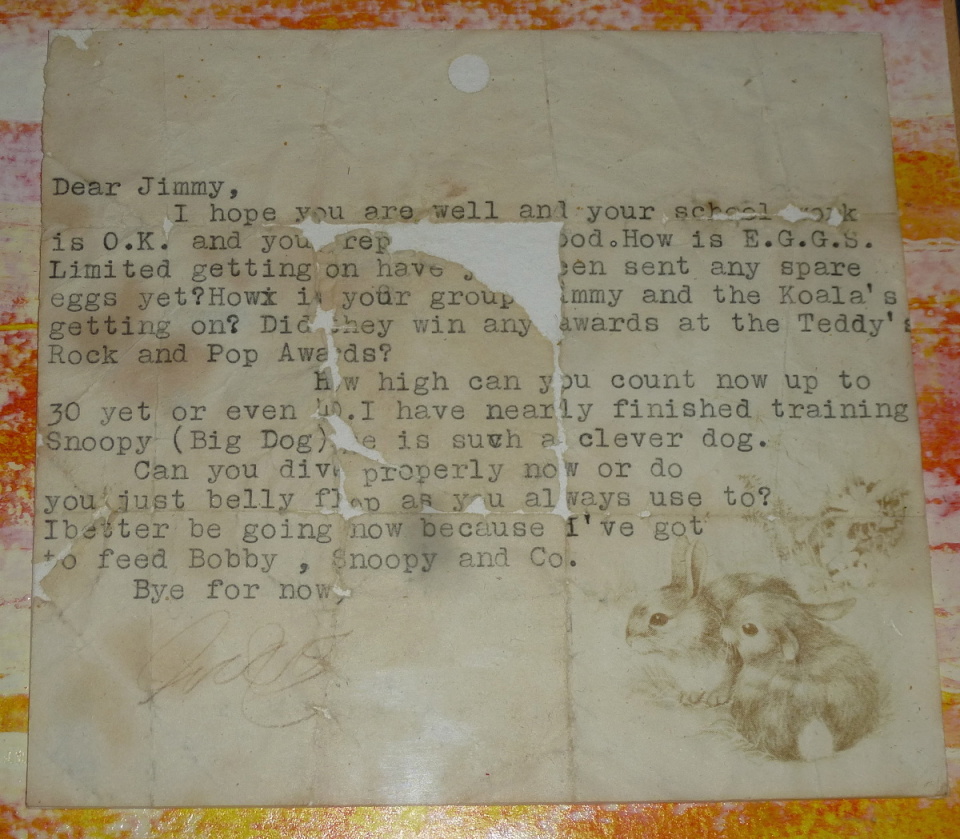 Dear Jimmy,
I hope you are well and your school work
is O.K. and you rep ood.How is E.G.G.S.
Limited getting on have een sent any spare
eggs yet?Howx is your group immy and the Koala's
getting on? Did they win any awards at the Teddy's
Rock and Pop Awards?
How high can you count now up to
30 yet or even 40.I have nearly finished training
Snoopy (Big Dog) he is such a clever dog.
Can you dive properly now or do
you just belly flop as you always use to?
Ibetter be going now because I've got
to feed Bobby , Snoopy and Co.
Bye for now,